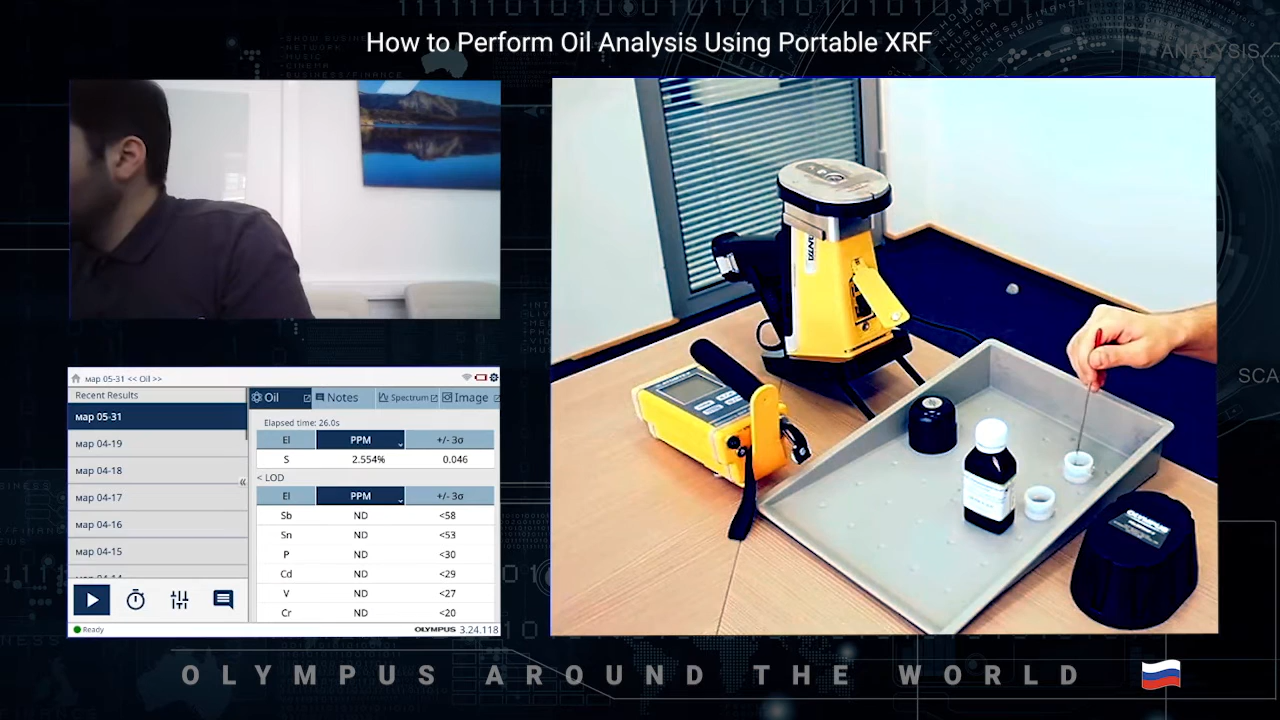 How to Perform Oil Analysis Using Portable XRF
ANALYSIS
SCA
мар 05-31 << Oil >>
Recent Results
мар 05-31
мар 04-19
мар 04-18
мар 04-17
мар 04-16
мар 04-15
Ready
Oil
Notes
Spectrum
Image
Elapsed time: 26.0s
El PPM +/- 3σ
S 2.554% 0.046
< LOD
El PPM +/- 3σ
Sb ND <58
Sn ND <53
P ND <30
Cd ND <29
V ND <27
Cr ND <20
OLYMPUS 3.24.118
VANTA
OLYMPUS
OLYMPUS AROUND THE WORLD